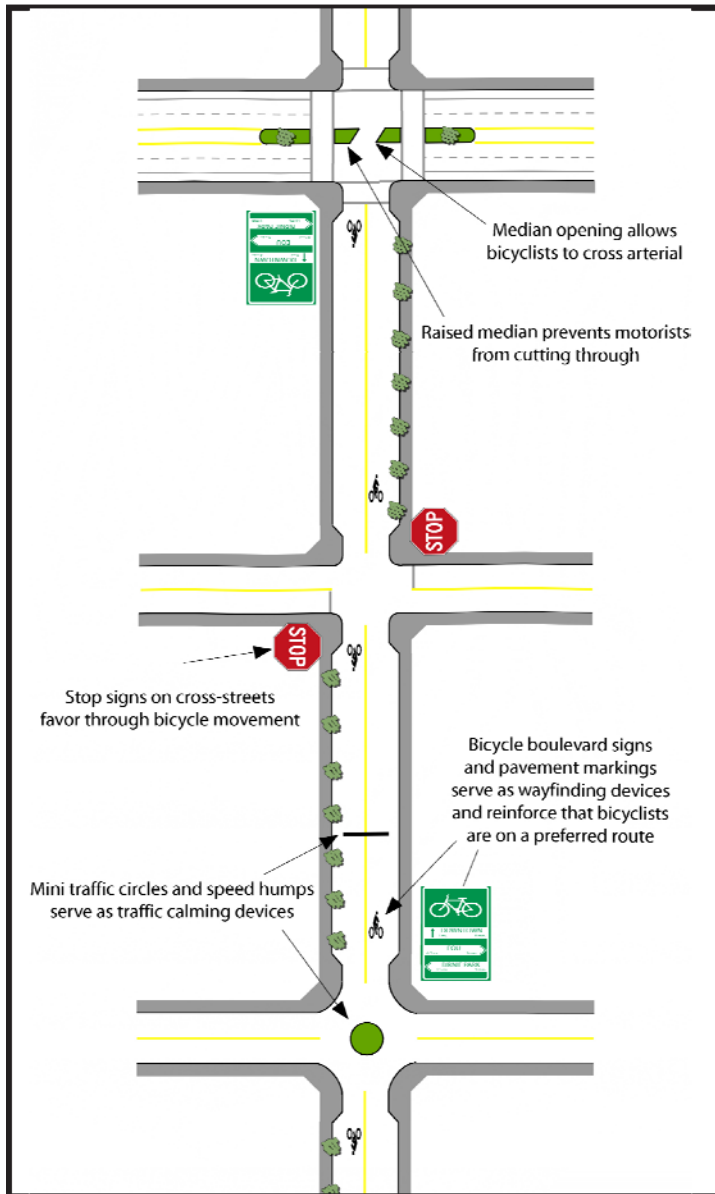 Median opening allows
bicyclists to cross arterial
Raised median prevents motorists
from cutting through
DOWNTOWN
STOP
STOP
Stop signs on cross-streets
favor through bicycle movement
Bicycle boulevard signs
and pavement markings
serve as wayfinding devices
and reinforce that bicyclists
are on a preferred route
Mini traffic circles and speed humps
serve as traffic calming devices
DOWNTOWN